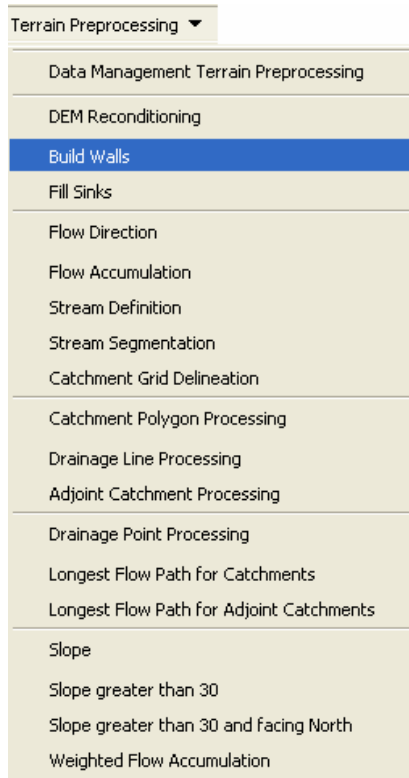 Terrain Preprocessing
Data Management Terrain Preprocessing
DEM Reconditioning
Build Walls
Fill Sinks
Flow Direction
Flow Accumulation
Stream Definition
Stream Segmentation
Catchment Grid Delineation
Catchment Polygon Processing
Drainage Line Processing
Adjoint Catchment Processing
Drainage Point Processing
Longest Flow Path for Catchments
Longest Flow Path for Adjoint Catchments
Slope
Slope greater than 30
Slope greater than 30 and facing North
Weighted Flow Accumulation